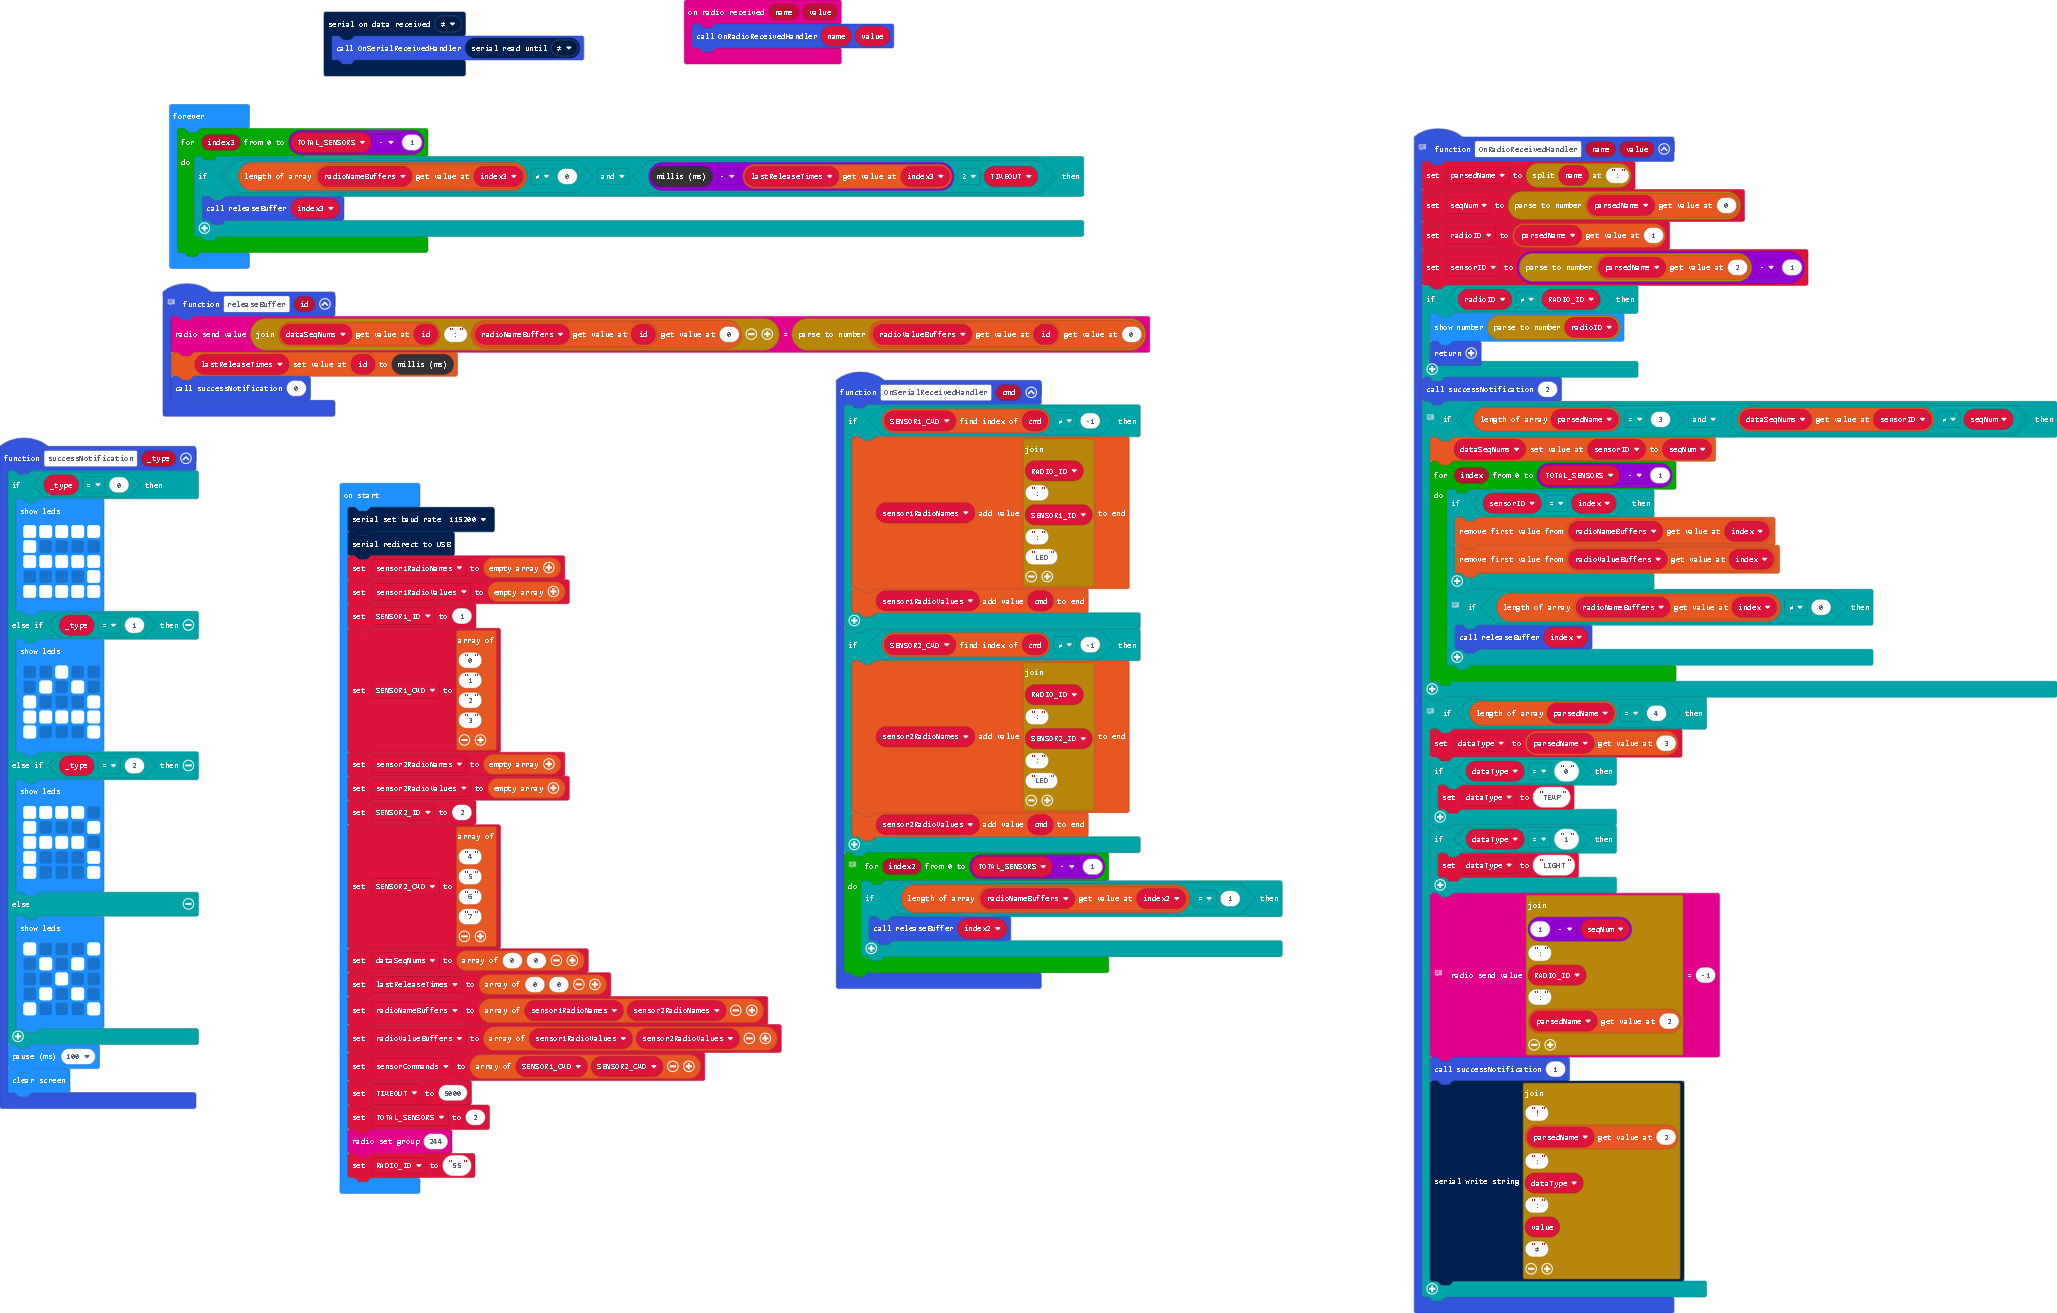 serial on data received #
call OnSerialReceivedHandler serial read until #
on radio received name value
call OnRadioReceivedHandler name value
forever
for index3 from 0 to TOTAL_SENSORS - 1
do
if length of array radioNameBuffers get value at index3 ≠ 0 and millis (ms) - lastReleaseTimes get value at index3 ≥ TIMEOUT then
call releaseBuffer index3
function releaseBuffer id
radio send value join dataSeqNums get value at id ":" radioNameBuffers get value at id get value at 0 = parse to number radioValueBuffers get value at id get value at 0
lastReleaseTimes set value at id to millis (ms)
call successNotification 0
function successNotification _type
if _type = 0 then
show leds
else if _type = 1 then
show leds
else if _type = 2 then
show leds
else
show leds
pause (ms) 100
clear screen
on start
serial set baud rate 115200
serial redirect to USB
set sensor1RadioNames to empty array
set sensor1RadioValues to empty array
set SENSOR1_ID to 1
set SENSOR1_CMD to array of "0" "1" "2" "3"
set sensor2RadioNames to empty array
set sensor2RadioValues to empty array
set SENSOR2_ID to 2
set SENSOR2_CMD to array of "4" "5" "6" "7"
set dataSeqNums to array of 0 0
set lastReleaseTimes to array of 0 0
set radioNameBuffers to array of sensor1RadioNames sensor2RadioNames
set radioValueBuffers to array of sensor1RadioValues sensor2RadioValues
set sensorCommands to array of SENSOR1_CMD SENSOR2_CMD
set TIMEOUT to 5000
set TOTAL_SENSORS to 2
radio set group 244
set RADIO_ID to "55"
function OnSerialReceivedHandler cmd
if SENSOR1_CMD find index of cmd ≠ -1 then
sensor1RadioNames add value join RADIO_ID ":" SENSOR1_ID ":" "LED" to end
sensor1RadioValues add value cmd to end
if SENSOR2_CMD find index of cmd ≠ -1 then
sensor2RadioNames add value join RADIO_ID ":" SENSOR2_ID ":" "LED" to end
sensor2RadioValues add value cmd to end
for index2 from 0 to TOTAL_SENSORS - 1
do
if length of array radioNameBuffers get value at index2 = 1 then
call releaseBuffer index2
function OnRadioReceivedHandler name value
set parsedName to split name at ":"
set seqNum to parse to number parsedName get value at 0
set radioID to parsedName get value at 1
set sensorID to parse to number parsedName get value at 2 - 1
if radioID ≠ RADIO_ID then
show number parse to number radioID
return
call successNotification 2
if length of array parsedName = 3 and dataSeqNums get value at sensorID ≠ seqNum then
dataSeqNums set value at sensorID to seqNum
for index from 0 to TOTAL_SENSORS - 1
do
if sensorID = index then
remove first value from radioNameBuffers get value at index
remove first value from radioValueBuffers get value at index
if length of array radioNameBuffers get value at index ≠ 0 then
call releaseBuffer index
if length of array parsedName = 4 then
set dataType to parsedName get value at 3
if dataType = "0" then
set dataType to "TEMP"
if dataType = "1" then
set dataType to "LIGHT"
radio send value join 1 - seqNum ":" RADIO_ID ":" parsedName get value at 2 = -1
call successNotification 1
serial write string join "!" parsedName get value at 2 ":" dataType ":" value "#"